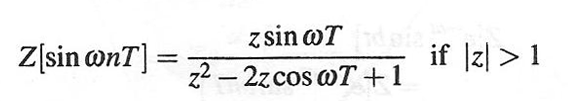 Z[sin ωnT] = z sin ωT / z² − 2z cos ωT + 1 if |z| > 1